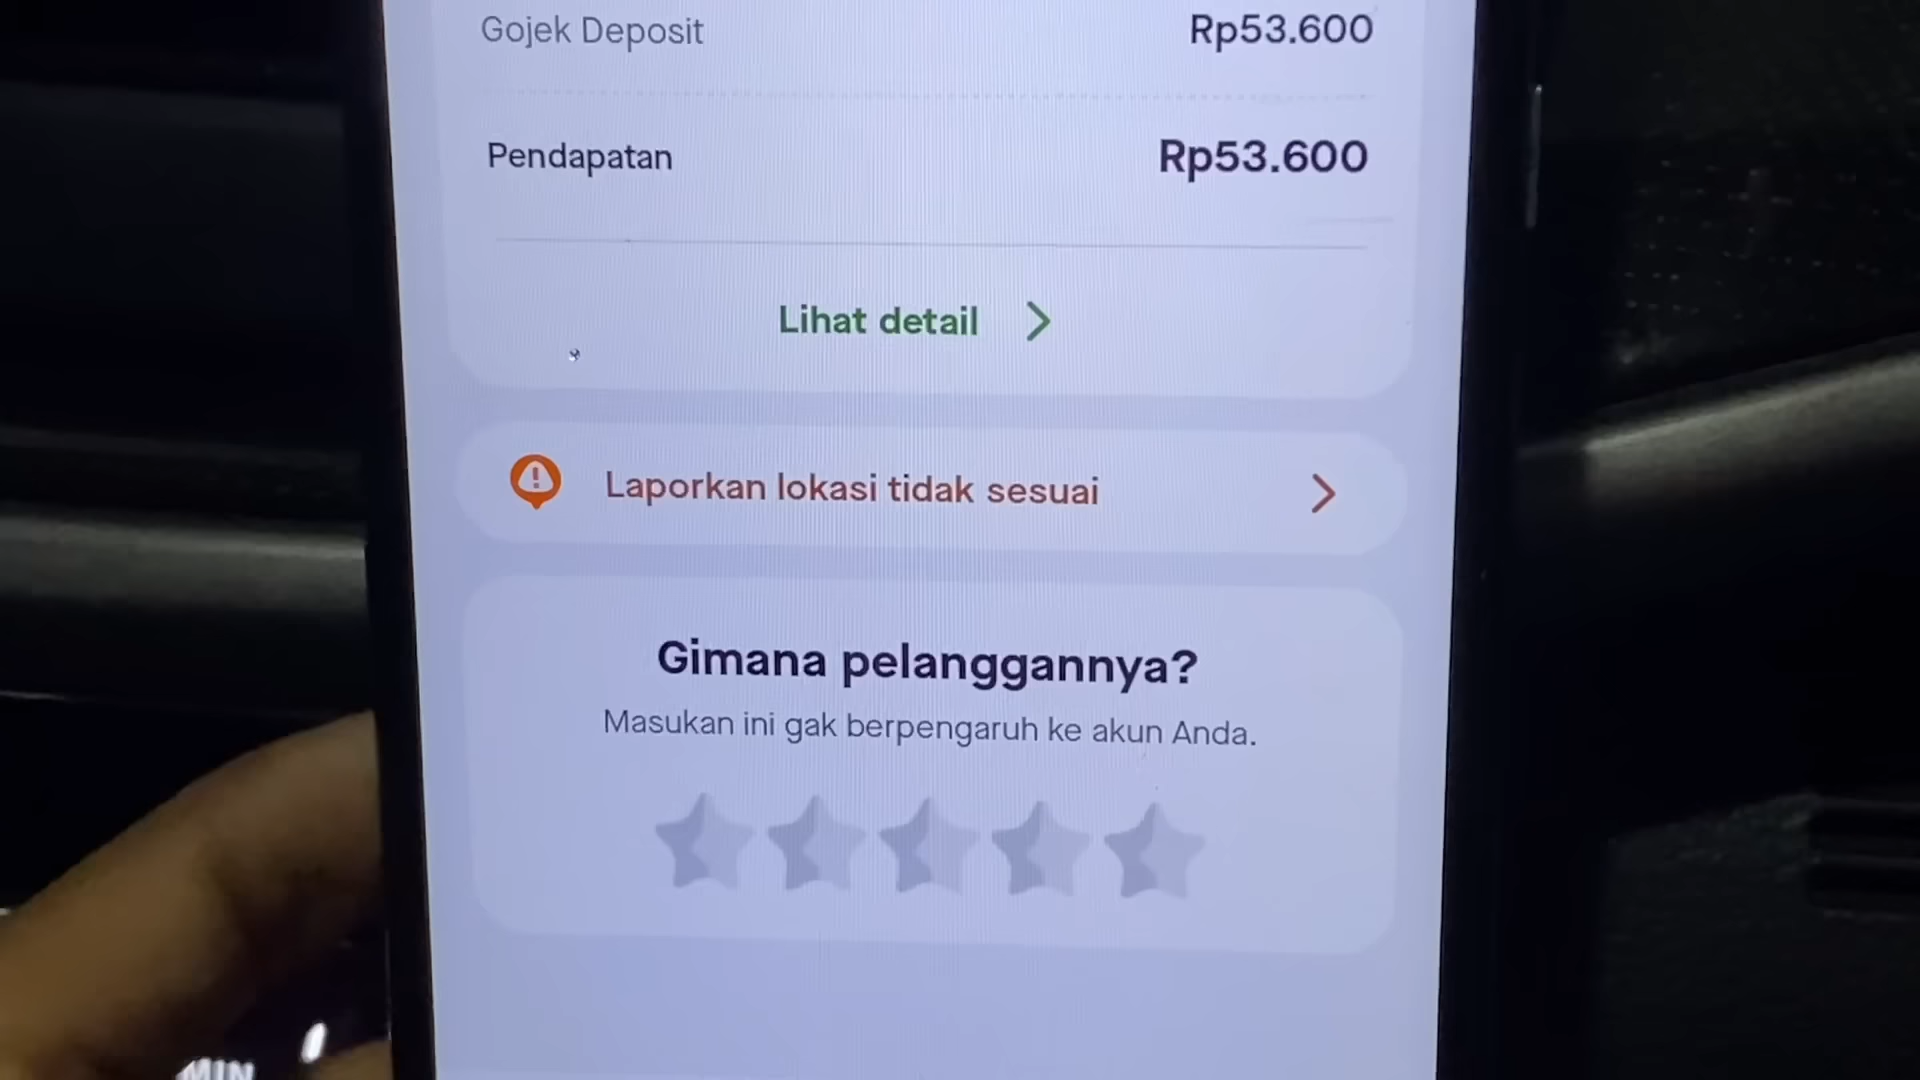 Gojek Deposit Rp53.600
Pendapatan Rp53.600
Lihat detail
Laporkan lokasi tidak sesuai
Gimana pelanggannya?
Masukan ini gak berpengaruh ke akun Anda.
MIN